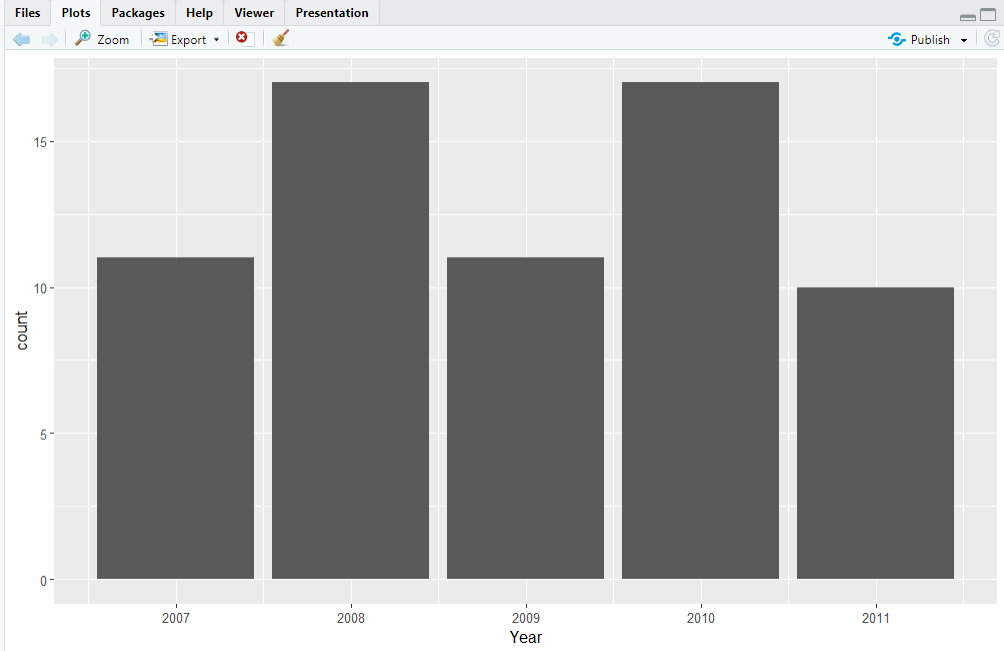 Files Plots Packages Help Viewer Presentation
Zoom Export Publish
15
10
5
0
count
2007 2008 2009 2010 2011
Year